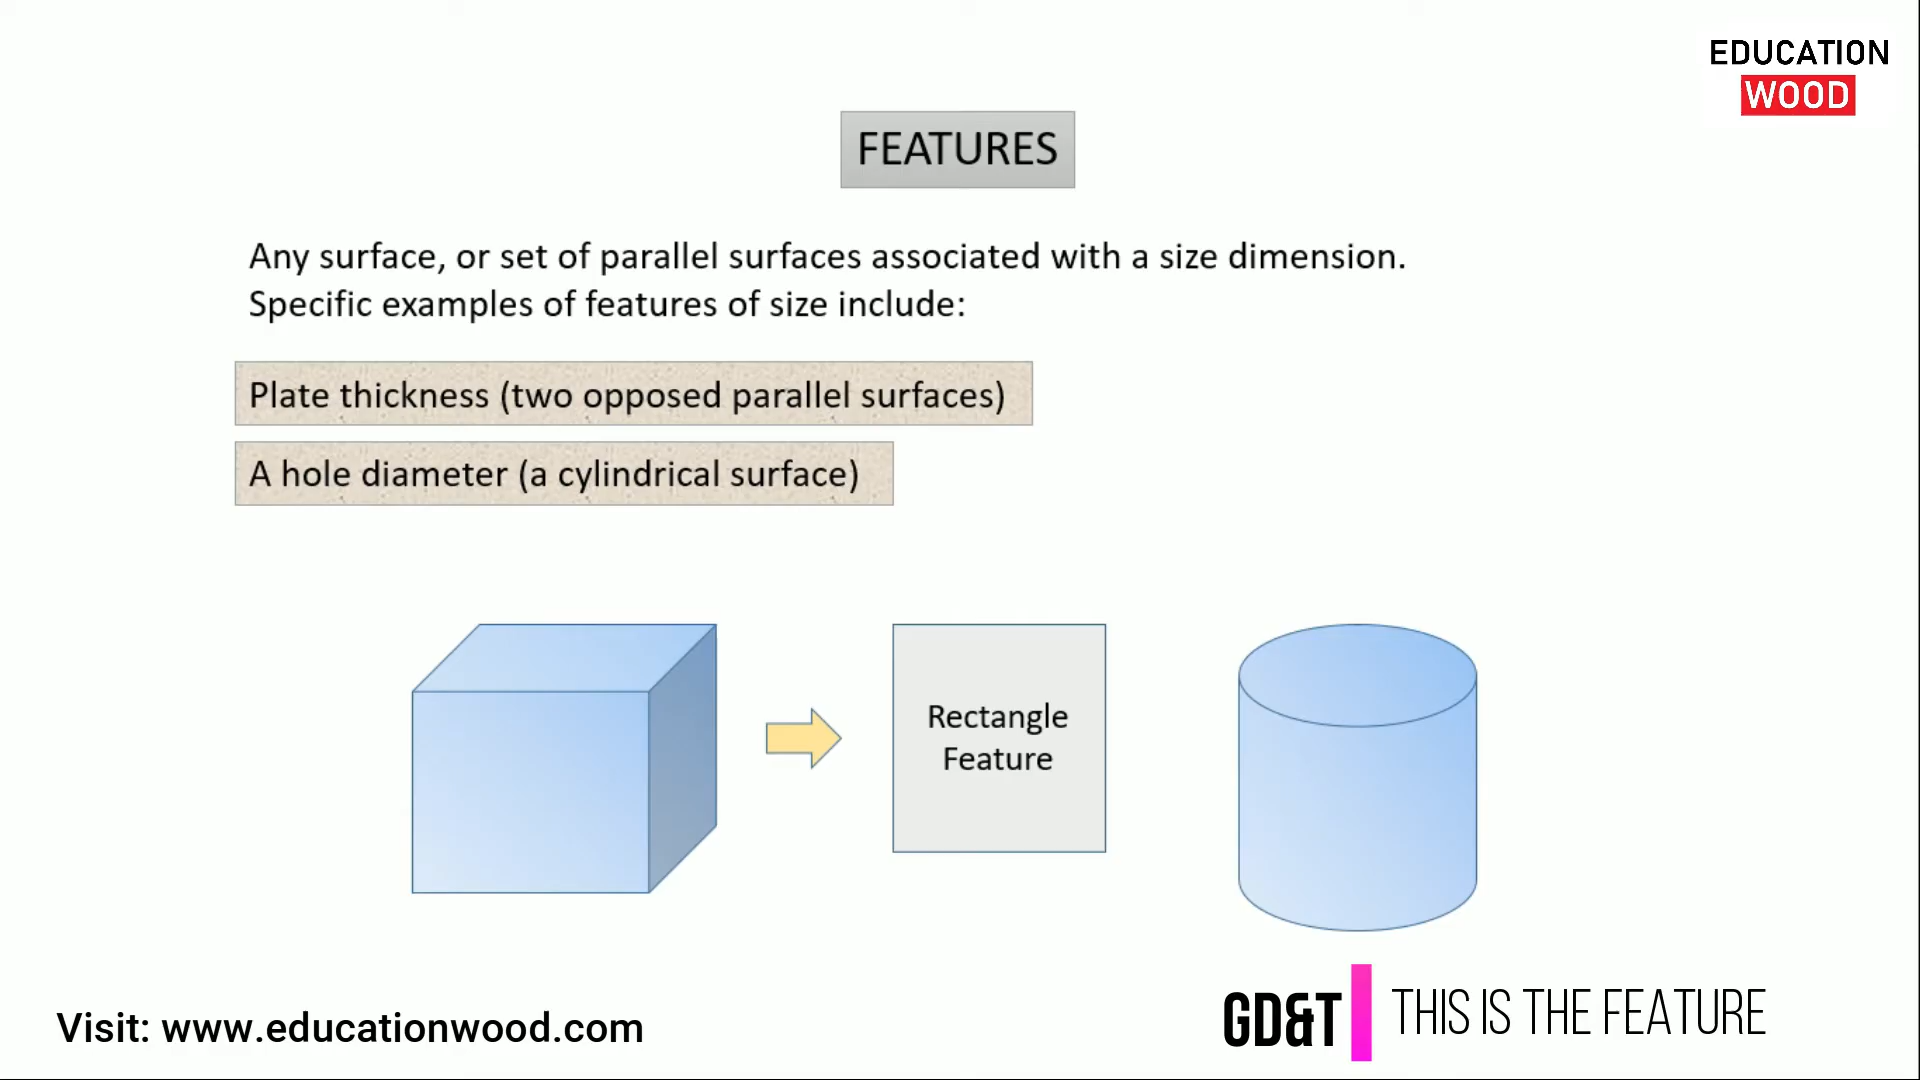 EDUCATION
WOOD
FEATURES
Any surface, or set of parallel surfaces associated with a size dimension.
Specific examples of features of size include:
Plate thickness (two opposed parallel surfaces)
A hole diameter (a cylindrical surface)
Rectangle
Feature
Visit: www.educationwood.com
GD&T THIS IS THE FEATURE